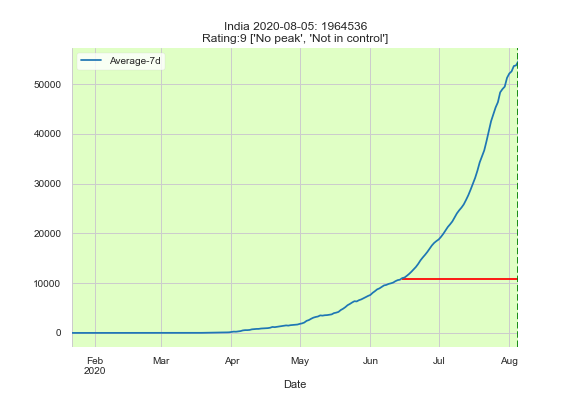 India 2020-08-05: 1964536
Rating:9 ['No peak', 'Not in control']
Average-7d
50000
40000
30000
20000
10000
0
Feb Mar Apr May Jun Jul Aug
2020
Date